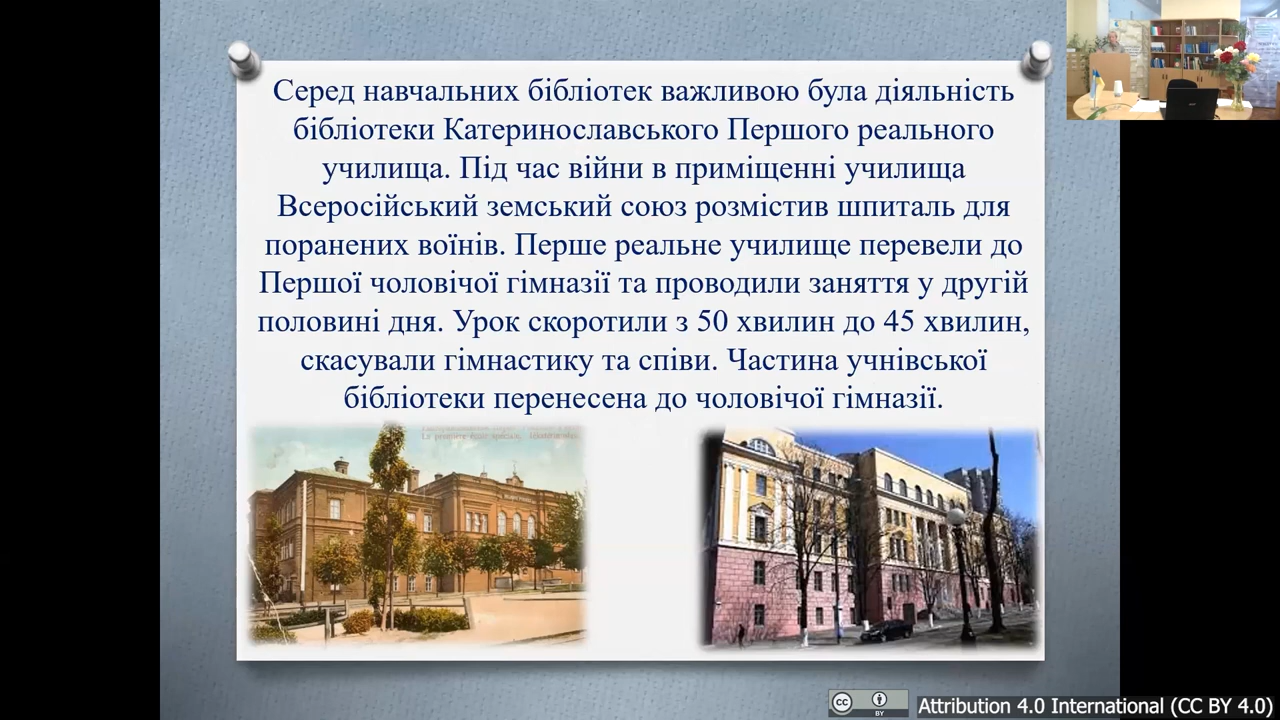 Серед навчальних бібліотек важливою була діяльність
бібліотеки Катеринославського Першого реального
училища. Під час війни в приміщенні училища
Всеросійський земський союз розмістив шпиталь для
поранених воїнів. Перше реальне училище перевели до
Першої чоловічої гімназії та проводили заняття у другій
половині дня. Урок скоротили з 50 хвилин до 45 хвилин,
скасували гімнастику та співи. Частина учнівської
бібліотеки перенесена до чоловічої гімназії.
cc BY Attribution 4.0 International (CC BY 4.0)